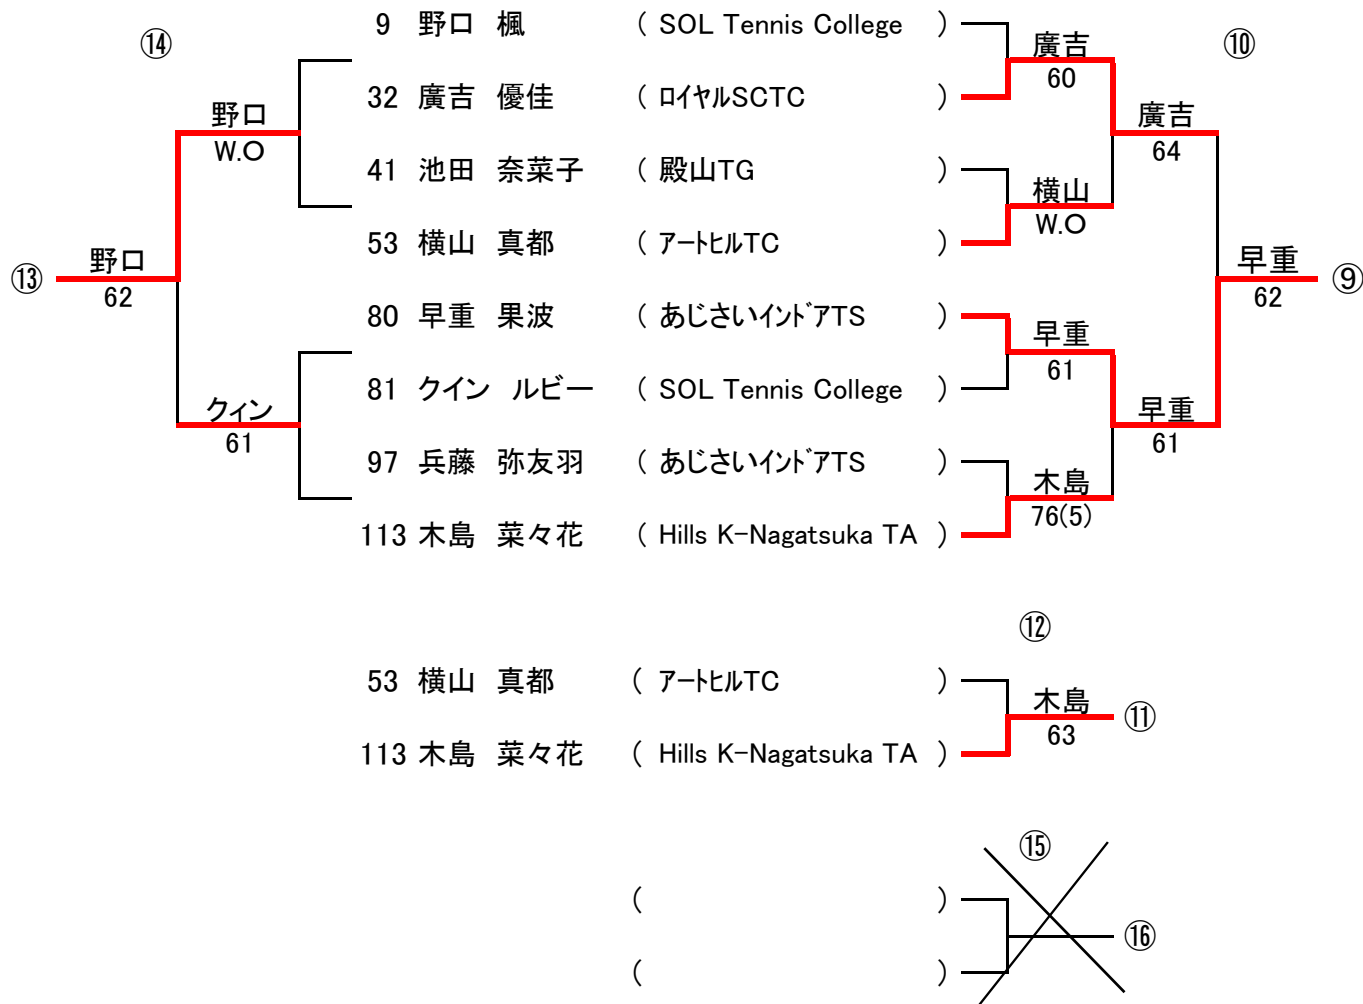 9 野口 楓 ( SOL Tennis College ) 廣吉 60
⑭ ⑩
32 廣吉 優佳 ( ロイヤルSCTC )
野口 W.O
廣吉 64
41 池田 奈菜子 ( 殿山TG )
横山 W.O
53 横山 真都 ( アートヒルTC )
⑬ 野口 62
早重 62 ⑨
80 早重 果波 ( あじさいインドアTS )
早重 61
81 クイン ルビー ( SOL Tennis College )
クィン 61
早重 61
97 兵藤 弥友羽 ( あじさいインドアTS )
木島 76(5)
113 木島 菜々花 ( Hills K-Nagatsuka TA )
⑫
53 横山 真都 ( アートヒルTC )
木島 63 ⑪
113 木島 菜々花 ( Hills K-Nagatsuka TA )
⑮
( )
⑯
( )